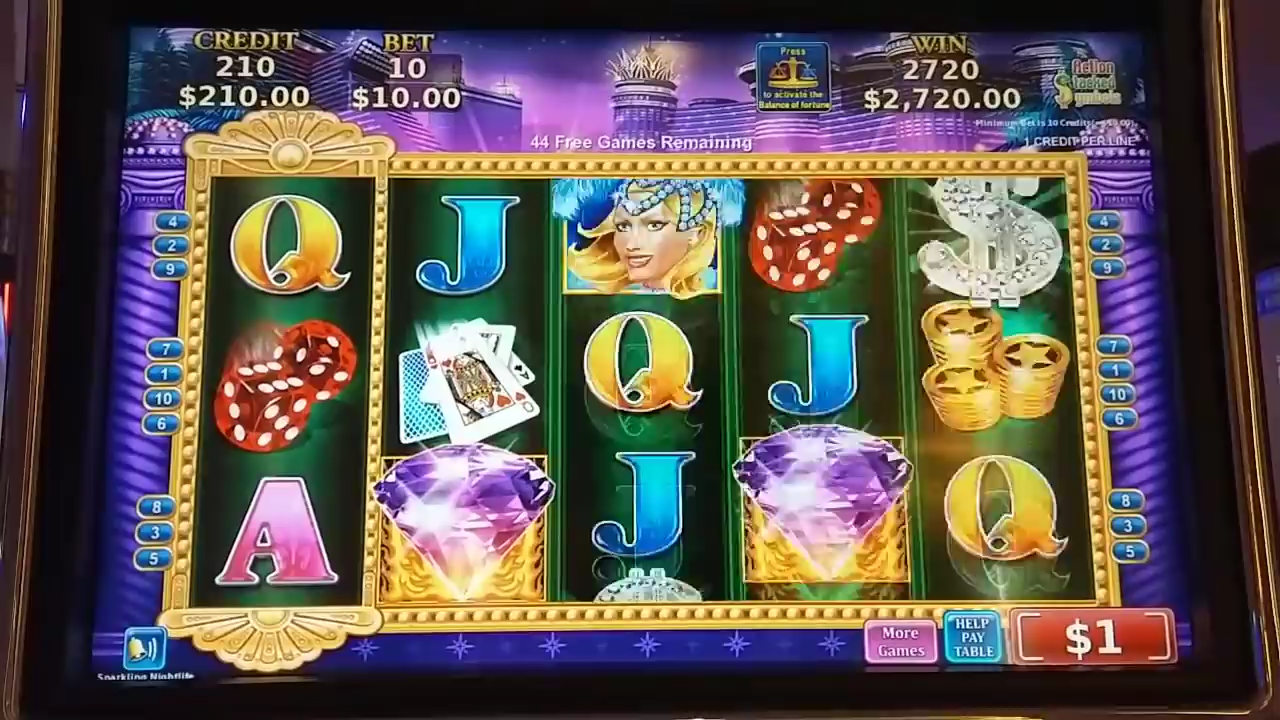 CREDIT
210
$210.00
BET
10
$10.00
Press
to activate the
Balance of fortune
WIN
2720
$2,720.00
Action
Stacked
Symbols
1 CREDIT PER LINE
44 Free Games Remaining
4
2
9
7
1
10
6
8
3
5
Q
J
J
Q
J
A
J
Q
4
2
9
7
1
10
6
8
3
5
More
Games
HELP
PAY
TABLE
$1
Sparkling Nightlife